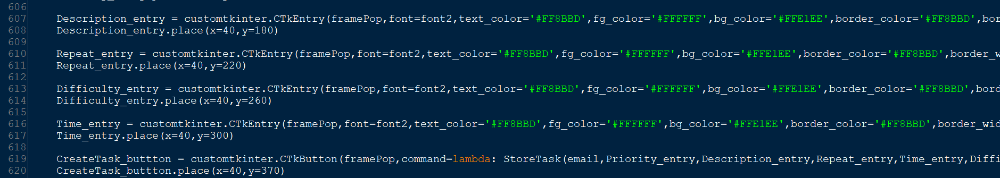 606
607 Description_entry = customtkinter.CTkEntry(framePop,font=font2,text_color='#FF8BBD',fg_color='#FFFFFF',bg_color='#FFE1EE',border_color='#FF8BBD',bor
608 Description_entry.place(x=40,y=180)
609
610 Repeat_entry = customtkinter.CTkEntry(framePop,font=font2,text_color='#FF8BBD',fg_color='#FFFFFF',bg_color='#FFE1EE',border_color='#FF8BBD',border_w
611 Repeat_entry.place(x=40,y=220)
612
613 Difficulty_entry = customtkinter.CTkEntry(framePop,font=font2,text_color='#FF8BBD',fg_color='#FFFFFF',bg_color='#FFE1EE',border_color='#FF8BBD',bord
614 Difficulty_entry.place(x=40,y=260)
615
616 Time_entry = customtkinter.CTkEntry(framePop,font=font2,text_color='#FF8BBD',fg_color='#FFFFFF',bg_color='#FFE1EE',border_color='#FF8BBD',border_wid
617 Time_entry.place(x=40,y=300)
618
619 CreateTask_buttton = customtkinter.CTkButton(framePop,command=lambda: StoreTask(email,Priority_entry,Description_entry,Repeat_entry,Time_entry,Diffi
620 CreateTask_buttton.place(x=40,y=370)